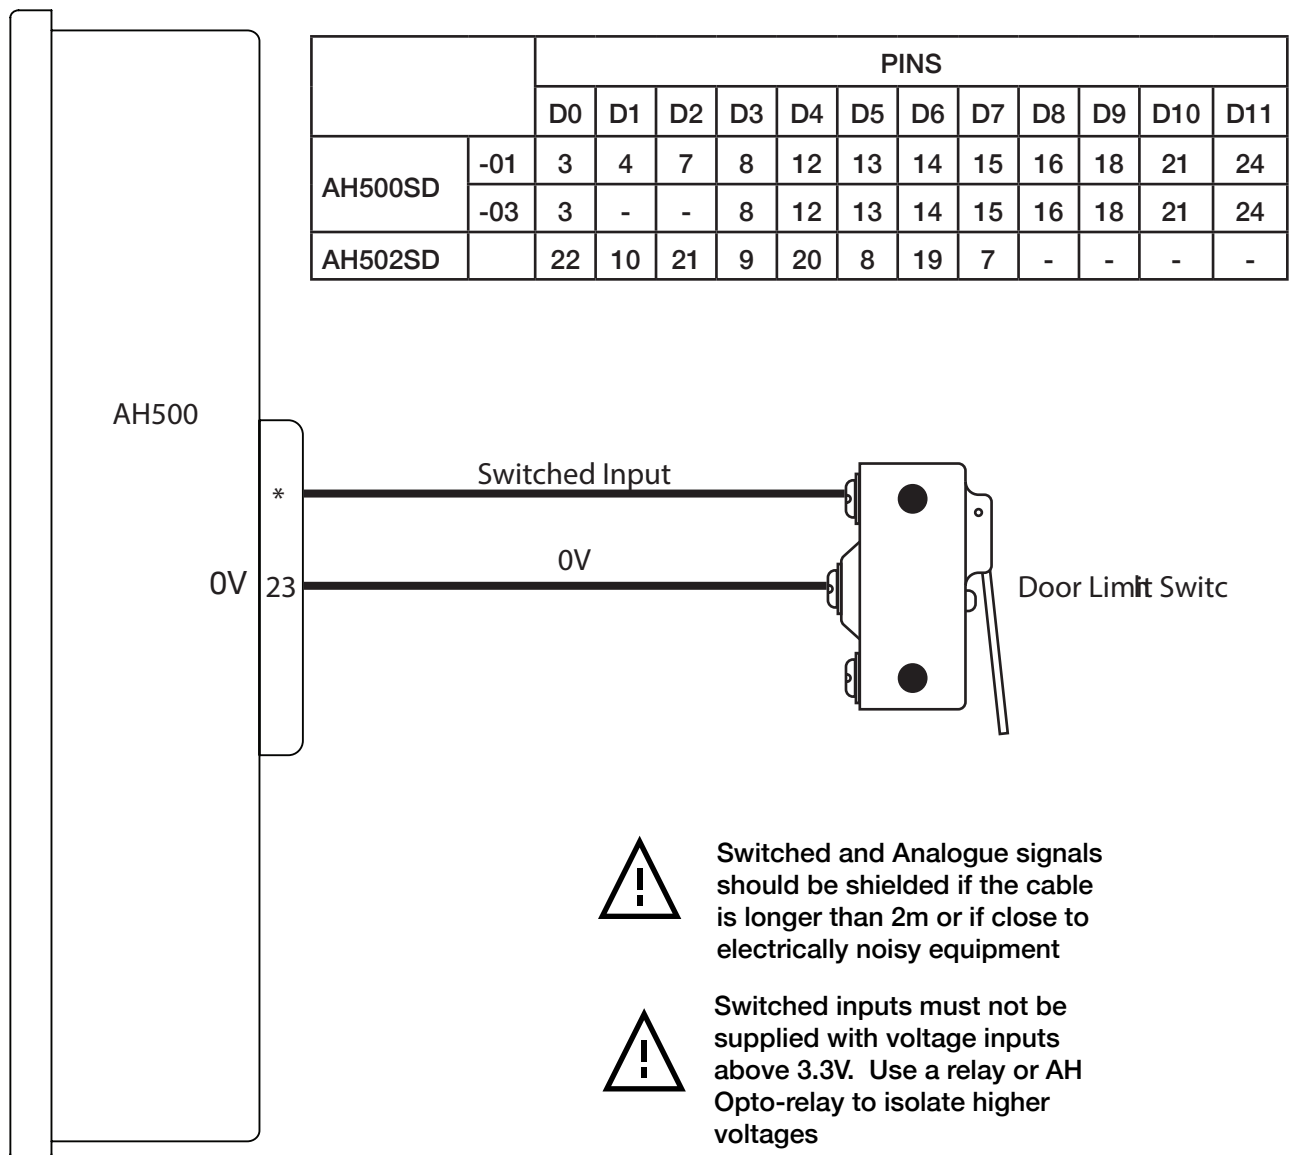 PINS
D0 D1 D2 D3 D4 D5 D6 D7 D8 D9 D10 D11
AH500SD -01 3 4 7 8 12 13 14 15 16 18 21 24
-03 3 - - 8 12 13 14 15 16 18 21 24
AH502SD 22 10 21 9 20 8 19 7 - - - -
AH500
* Switched Input
0V 23 0V
Door Limit Switch
Switched and Analogue signals
should be shielded if the cable
is longer than 2m or if close to
electrically noisy equipment
Switched inputs must not be
supplied with voltage inputs
above 3.3V. Use a relay or AH
Opto-relay to isolate higher
voltages